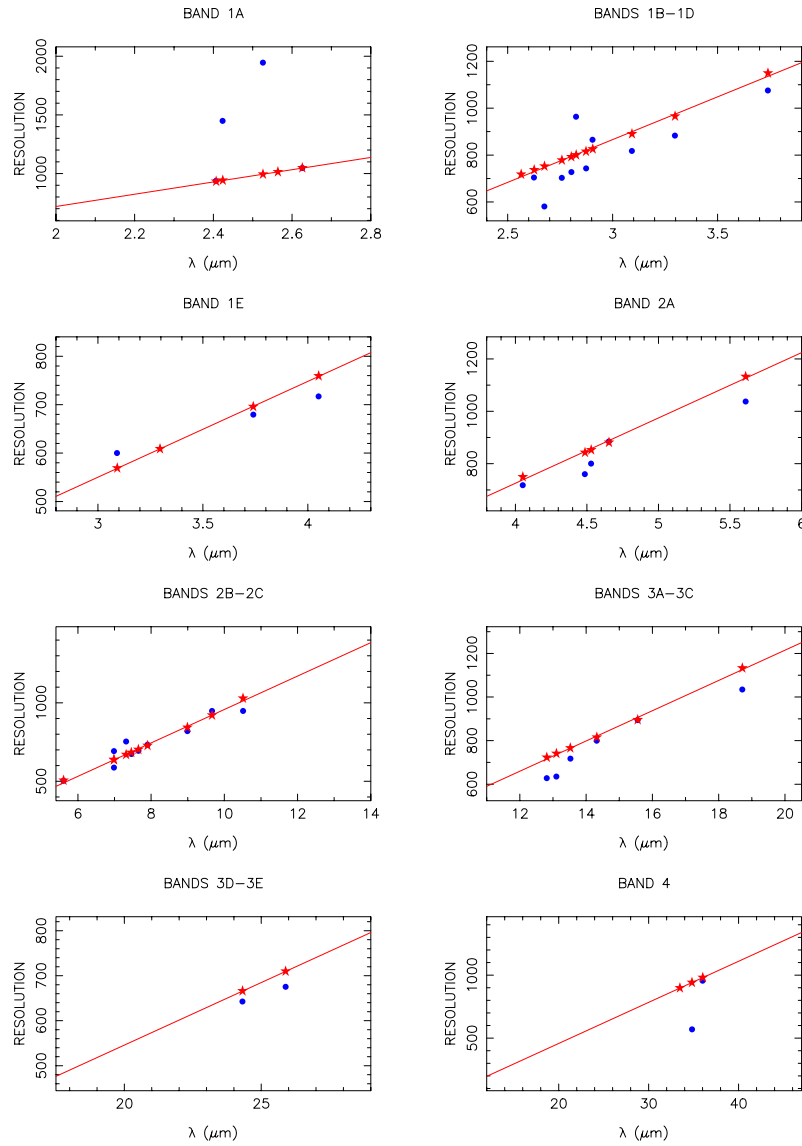 BAND 1A
BANDS 1B−1D
RESOLUTION
2000
1500
1000
2
2.2
2.4
2.6
2.8
λ (μm)
RESOLUTION
1200
1000
800
600
2.5
3
3.5
λ (μm)
BAND 1E
BAND 2A
RESOLUTION
800
700
600
500
3
3.5
4
λ (μm)
RESOLUTION
1200
1000
800
4
4.5
5
5.5
6
λ (μm)
BANDS 2B−2C
BANDS 3A−3C
RESOLUTION
1000
500
6
8
10
12
14
λ (μm)
RESOLUTION
1200
1000
800
600
12
14
16
18
20
λ (μm)
BANDS 3D−3E
BAND 4
RESOLUTION
800
700
600
500
20
25
λ (μm)
RESOLUTION
1000
500
20
30
40
λ (μm)